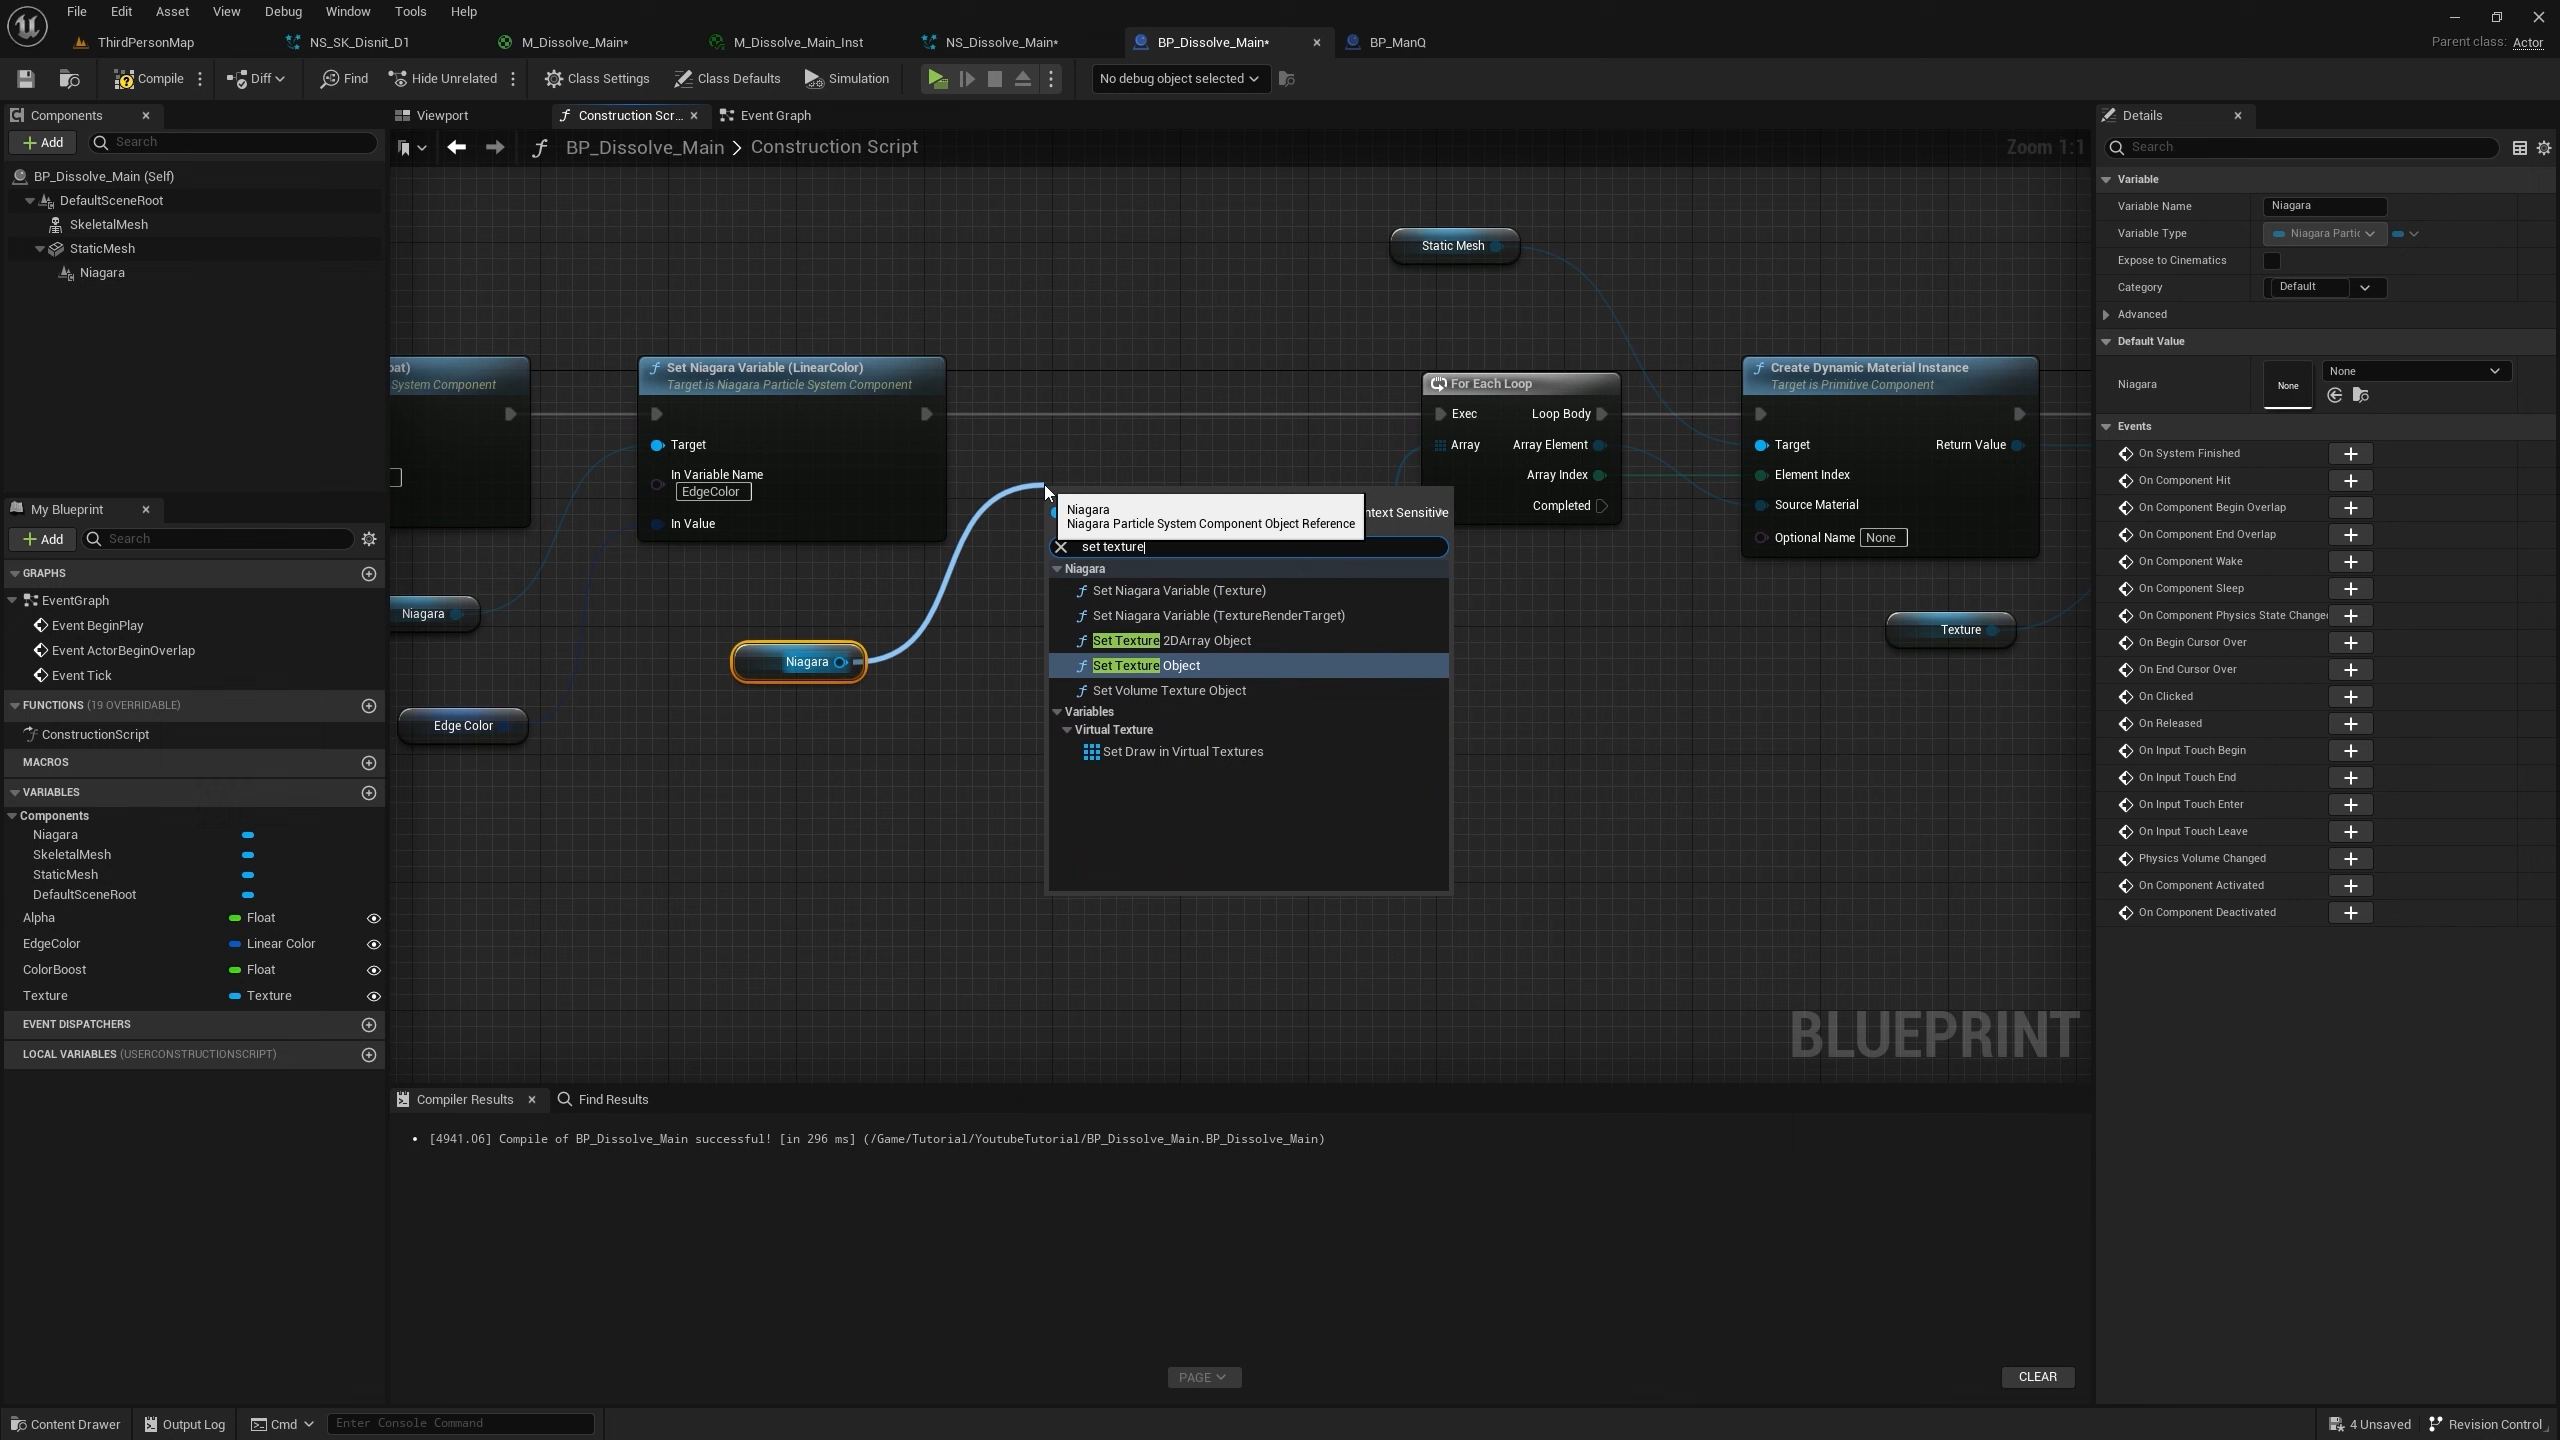 File Edit View Asset Debug Window Tools Help
ThirdPersonMap NS_SK_Disnit_D1 M_Dissolve_Main* M_Dissolve_Main_Inst NS_Dissolve_Main* BP_Dissolve_Main* BP_ManQ Parent class: Actor
Compile Diff Find Hide Unrelated Class Settings Class Defaults Simulation No debug object selected
Components
Add Search
BP_Dissolve_Main (Self)
DefaultSceneRoot
SkeletalMesh
StaticMesh
Niagara
My Blueprint
Add Search
GRAPHS
EventGraph
Event BeginPlay
Event ActorBeginOverlap
Event Tick
FUNCTIONS (19 OVERRIDABLE)
ConstructionScript
MACROS
VARIABLES
Components
Niagara
SkeletalMesh
StaticMesh
DefaultSceneRoot
Alpha Float
EdgeColor Linear Color
ColorBoost Float
Texture Texture
EVENT DISPATCHERS
LOCAL VARIABLES (USERCONSTRUCTIONSCRIPT)
Viewport Construction Scr... Event Graph
BP_Dissolve_Main > Construction Script Zoom 1:1
Static Mesh
oat)
System Component
Set Niagara Variable (LinearColor)
Target is Niagara Particle System Component
Target
In Variable Name
EdgeColor
In Value
Niagara
Niagara
Edge Color
For Each Loop
Exec Loop Body
Array Array Element
Array Index
Completed
Create Dynamic Material Instance
Target is Primitive Component
Target Return Value
Element Index
Source Material
Optional Name None
Texture
Niagara
Niagara Particle System Component Object Reference
ntext Sensitive
set texture
Niagara
Set Niagara Variable (Texture)
Set Niagara Variable (TextureRenderTarget)
Set Texture 2DArray Object
Set Texture Object
Set Volume Texture Object
Variables
Virtual Texture
Set Draw in Virtual Textures
BLUEPRINT
Compiler Results Find Results
[4941.06] Compile of BP_Dissolve_Main successful! [in 296 ms] (/Game/Tutorial/YoutubeTutorial/BP_Dissolve_Main.BP_Dissolve_Main)
PAGE CLEAR
Details
Search
Variable
Variable Name Niagara
Variable Type Niagara Partic
Expose to Cinematics
Category Default
Advanced
Default Value
Niagara None None
Events
On System Finished
On Component Hit
On Component Begin Overlap
On Component End Overlap
On Component Wake
On Component Sleep
On Component Physics State Changed
On Begin Cursor Over
On End Cursor Over
On Clicked
On Released
On Input Touch Begin
On Input Touch End
On Input Touch Enter
On Input Touch Leave
Physics Volume Changed
On Component Activated
On Component Deactivated
Content Drawer Output Log Cmd Enter Console Command 4 Unsaved Revision Control